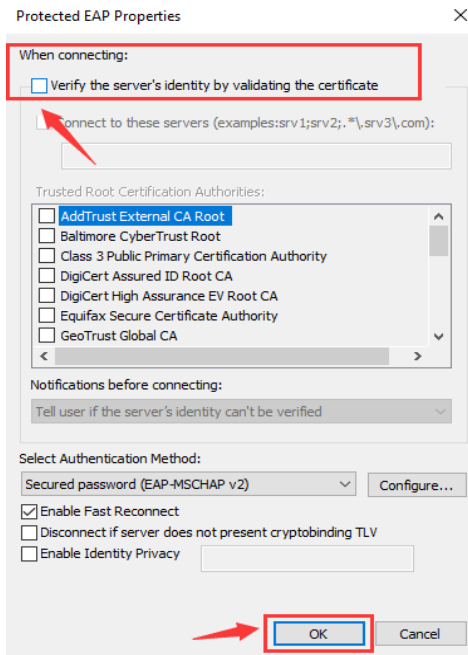 Protected EAP Properties
When connecting:
Verify the server's identity by validating the certificate
Connect to these servers (examples:srv1;srv2;.*\.srv3\.com):
Trusted Root Certification Authorities:
AddTrust External CA Root
Baltimore CyberTrust Root
Class 3 Public Primary Certification Authority
DigiCert Assured ID Root CA
DigiCert High Assurance EV Root CA
Equifax Secure Certificate Authority
GeoTrust Global CA
Notifications before connecting:
Tell user if the server's identity can't be verified
Select Authentication Method:
Secured password (EAP-MSCHAP v2)
Configure...
Enable Fast Reconnect
Disconnect if server does not present cryptobinding TLV
Enable Identity Privacy
OK
Cancel